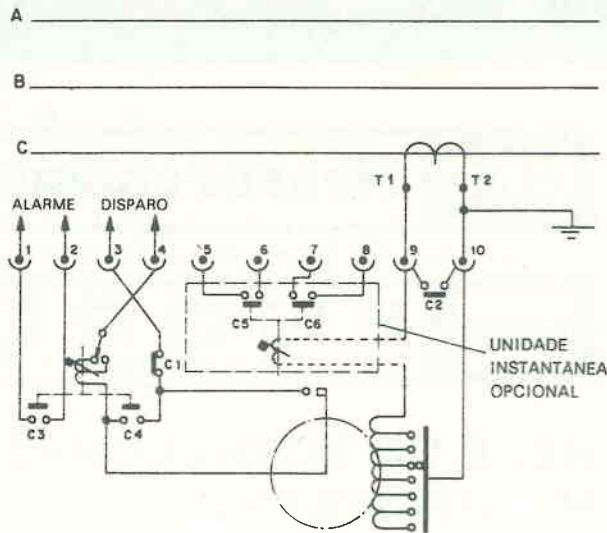 A
B
C
T1 T2
ALARME DISPARO
1 2 3 4 5 6 7 8 9 10
C5 C6 C2
C1
UNIDADE
INSTANTANEA
OPCIONAL
C3 C4